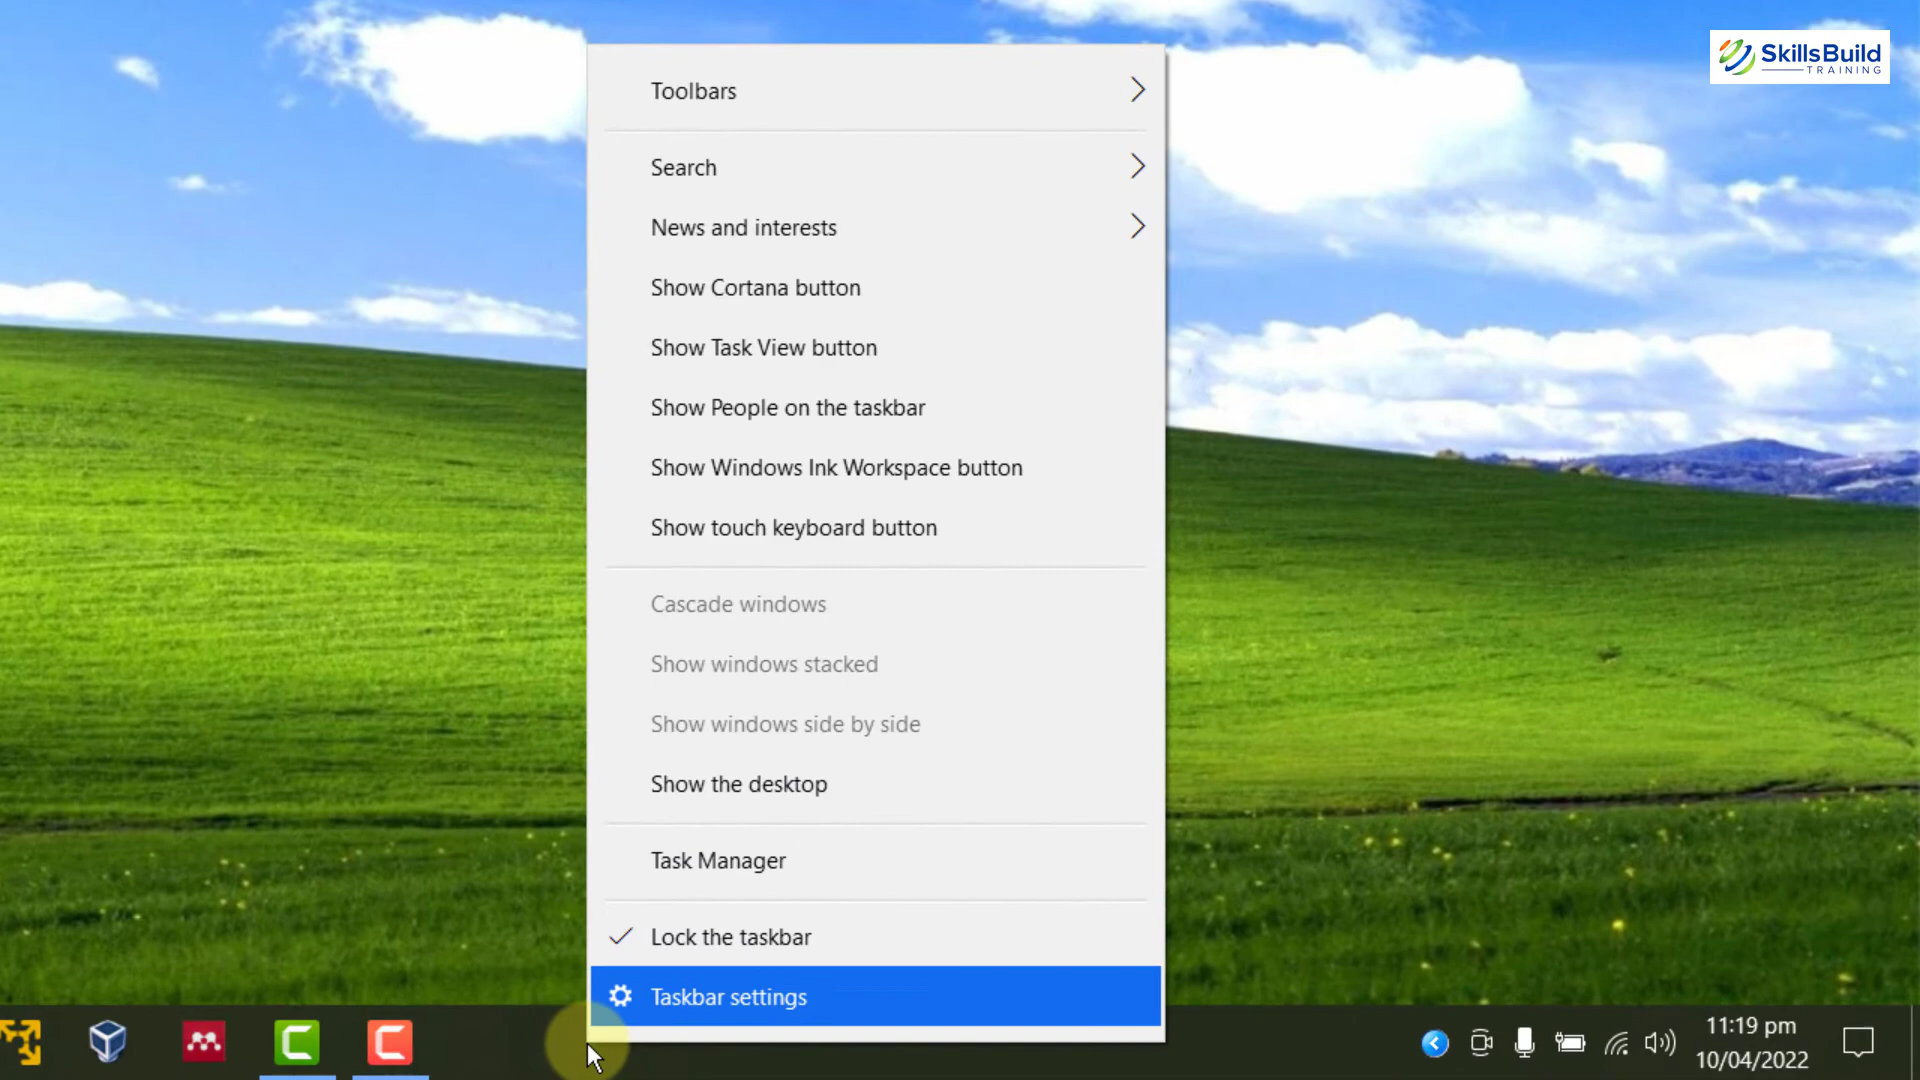 SkillsBuild
TRAINING
Toolbars
Search
News and interests
Show Cortana button
Show Task View button
Show People on the taskbar
Show Windows Ink Workspace button
Show touch keyboard button
Cascade windows
Show windows stacked
Show windows side by side
Show the desktop
Task Manager
Lock the taskbar
Taskbar settings
11:19 pm
10/04/2022